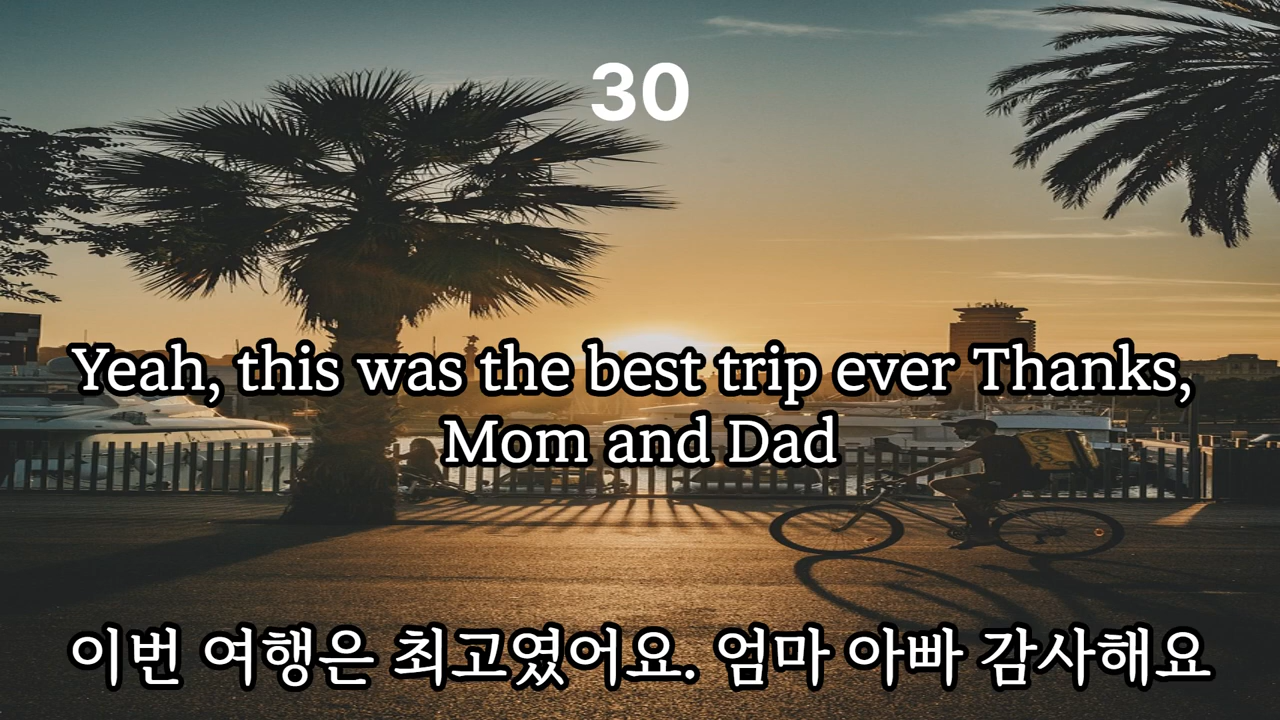 30
Yeah, this was the best trip ever Thanks,
Mom and Dad
이번 여행은 최고였어요. 엄마 아빠 감사해요